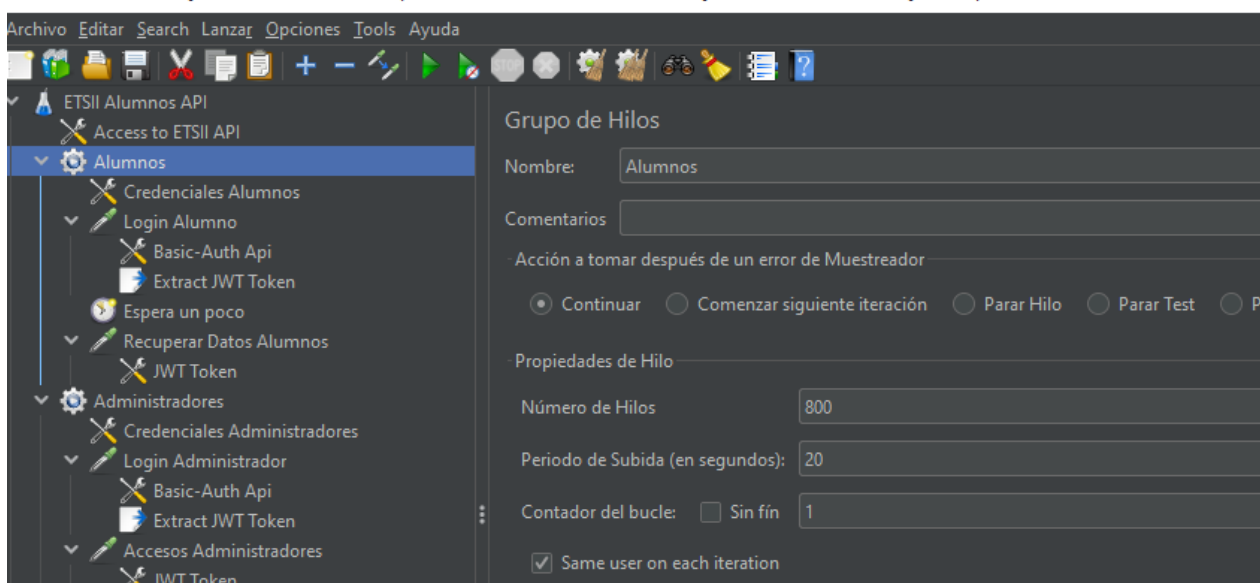 Archivo Editar Search Lanzar Opciones Tools Ayuda
STOP
?
ETSII Alumnos API
Access to ETSII API
Alumnos
Credenciales Alumnos
Login Alumno
Basic-Auth Api
Extract JWT Token
Espera un poco
Recuperar Datos Alumnos
JWT Token
Administradores
Credenciales Administradores
Login Administrador
Basic-Auth Api
Extract JWT Token
Accesos Administradores
JWT Token
Grupo de Hilos
Nombre: Alumnos
Comentarios
Acción a tomar después de un error de Muestreador
Continuar Comenzar siguiente iteración Parar Hilo Parar Test P
Propiedades de Hilo
Número de Hilos 800
Periodo de Subida (en segundos): 20
Contador del bucle: Sin fín 1
Same user on each iteration